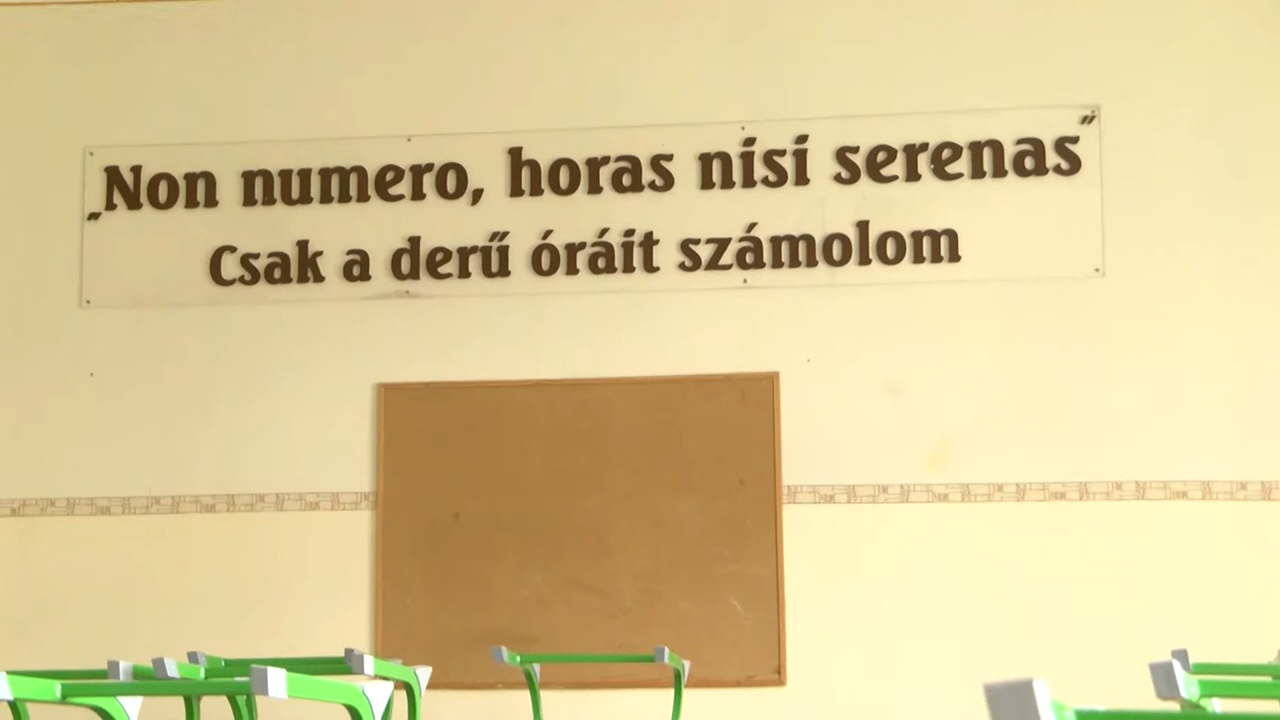 „Non numero, horas nisi serenas”
Csak a derű óráit számolom